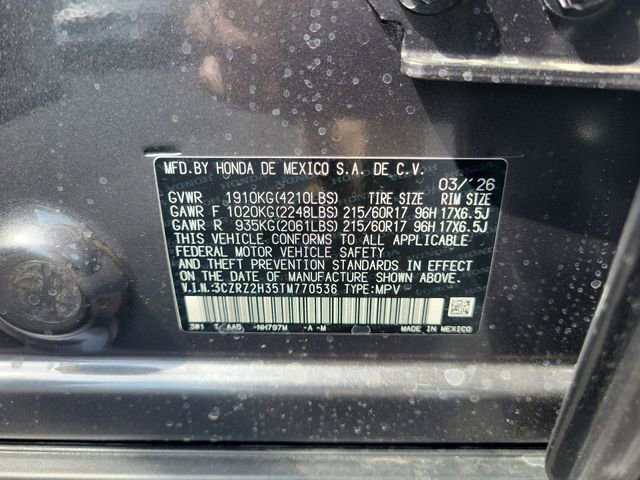 MFD.BY HONDA DE MEXICO S.A. DE C.V.
03/'26
GVWR 1910KG(4210LBS) TIRE SIZE RIM SIZE
GAWR F 1020KG(2248LBS) 215/60R17 96H 17X6.5J
GAWR R 935KG(2061LBS) 215/60R17 96H 17X6.5J
THIS VEHICLE CONFORMS TO ALL APPLICABLE
FEDERAL MOTOR VEHICLE SAFETY
AND THEFT PREVENTION STANDARDS IN EFFECT
ON THE DATE OF MANUFACTURE SHOWN ABOVE.
V.I.N.:3CZRZ2H35TM770536 TYPE:MPV
3W1 T AA5 -NH797M -A -M MADE IN MEXICO